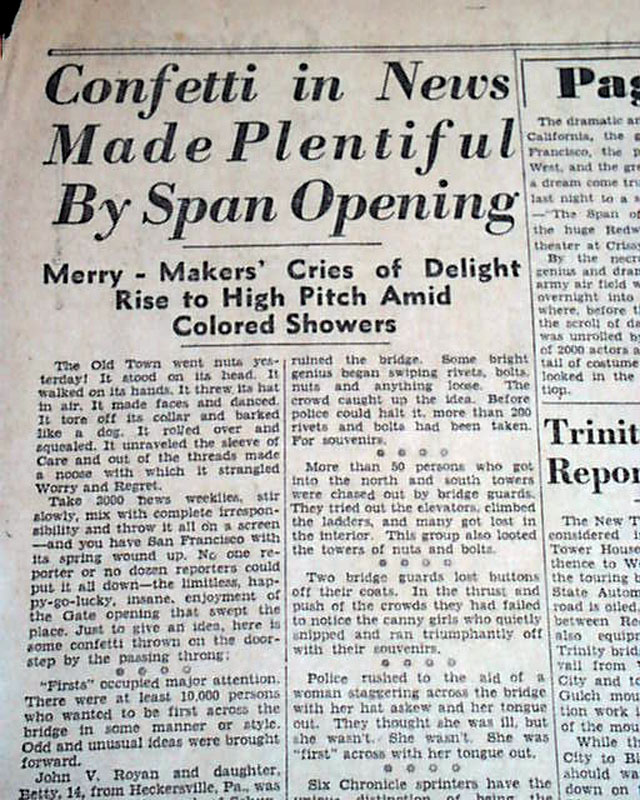 Confetti in News
Made Plentiful
By Span Opening
Merry - Makers' Cries of Delight
Rise to High Pitch Amid
Colored Showers
The Old Town went nuts yes-
terday! It stood on its head. It
walked on its hands. It threw its hat
in air. It made faces and danced.
It tore off its collar and barked
like a dog. It rolled over and
squealed. It unraveled the sleeve of
Care and out of the threads made
a noose with which it strangled
Worry and Regret.
Take 3000 news weeklies, stir
slowly, mix with complete irrespon-
sibility and throw it all on a screen
—and you have San Francisco with
its spring wound up. No one re-
porter or no dozen reporters could
put it all down—the limitless, hap-
py-go-lucky, insane, enjoyment of
the Gate opening that swept the
place. Just to give an idea, here is
some confetti thrown on the door-
step by the passing throng:
"Firsts" occupied major attention.
There were at least 10,000 persons
who wanted to be first across the
bridge in some manner or style.
Odd and unusual ideas were brought
forward.
John V. Royan and daughter,
Betty, 14, from Heckersville, Pa., was
ruined the bridge. Some bright
genius began swiping rivets, bolts,
nuts and anything loose. The
crowd caught up the idea. Before
police could halt it, more than 200
rivets and bolts had been taken.
For souvenirs.
More than 50 persons who got
into the north and south towers
were chased out by bridge guards.
They tried out the elevators, climbed
the ladders, and many got lost in
the interior. This group also looted
the towers of nuts and bolts.
Two bridge guards lost buttons
off their coats. In the thrust and
push of the crowds they had failed
to notice the canny girls who quietly
snipped and ran triumphantly off
with their souvenirs.
Police rushed to the aid of a
woman staggering across the bridge
with her hat askew and her tongue
out. They thought she was ill, but
she wasn't. She wasn't. She was
"first" across with her tongue out.
Six Chronicle sprinters have the
unique distinction of being the
Pag
The dramatic ar
California, the
Francisco, the p
West, and the gre
a dream come tru
last night to a s
—"The Span of
the huge Redw
theater at Crissy
By the necro
genius and dram
army air field w
overnight into
where, before th
the scroll of da
was unrolled by
of 2000 actors a
tail of costume
looked in the
tion.
Trinit
Repor
The New T
considered i
Tower House
thence to We
the touring
State Autom
road is oiled,
between Red
also equipe
Trinity brid
vail from
City and to
Gulch mou
tion work
of the mou
While th
City to B
should wa
down on